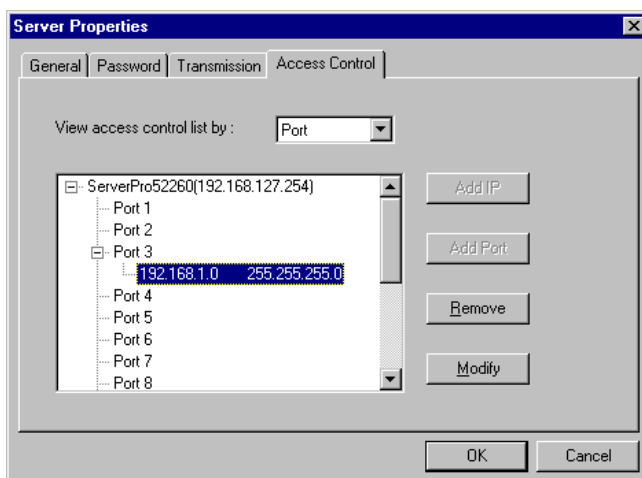 Server Properties
General Password Transmission Access Control
View access control list by : Port
ServerPro52260(192.168.127.254)
Port 1
Port 2
Port 3
192.168.1.0 255.255.255.0
Port 4
Port 5
Port 6
Port 7
Port 8
Add IP
Add Port
Remove
Modify
OK Cancel